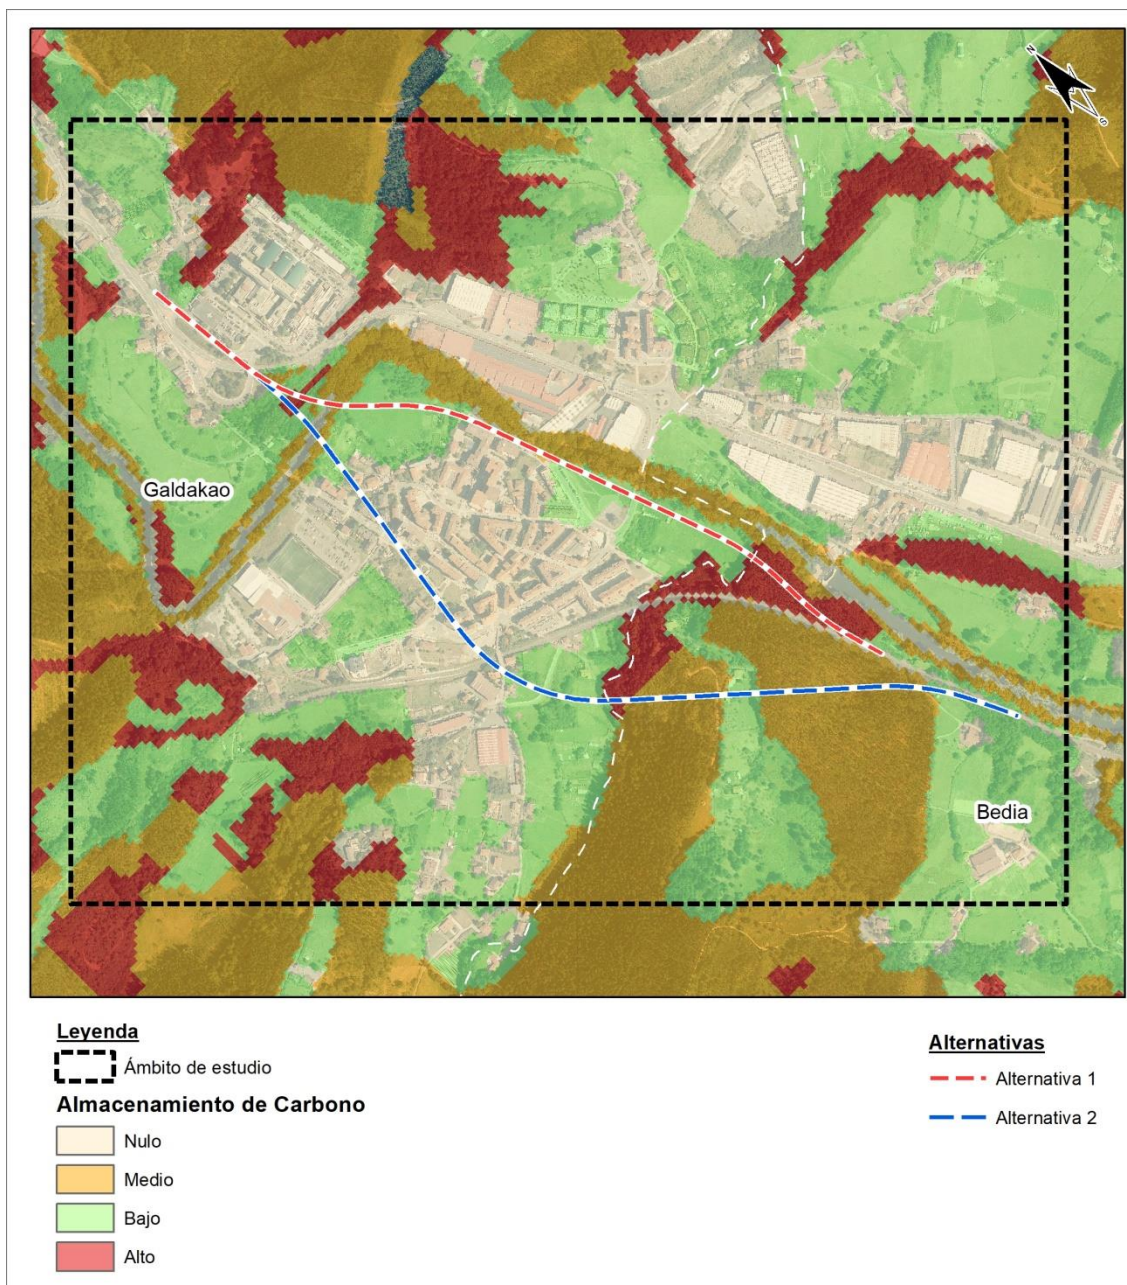 N
S
Galdakao
Bedia
Leyenda
Ámbito de estudio
Almacenamiento de Carbono
Nulo
Medio
Bajo
Alto
Alternativas
Alternativa 1
Alternativa 2